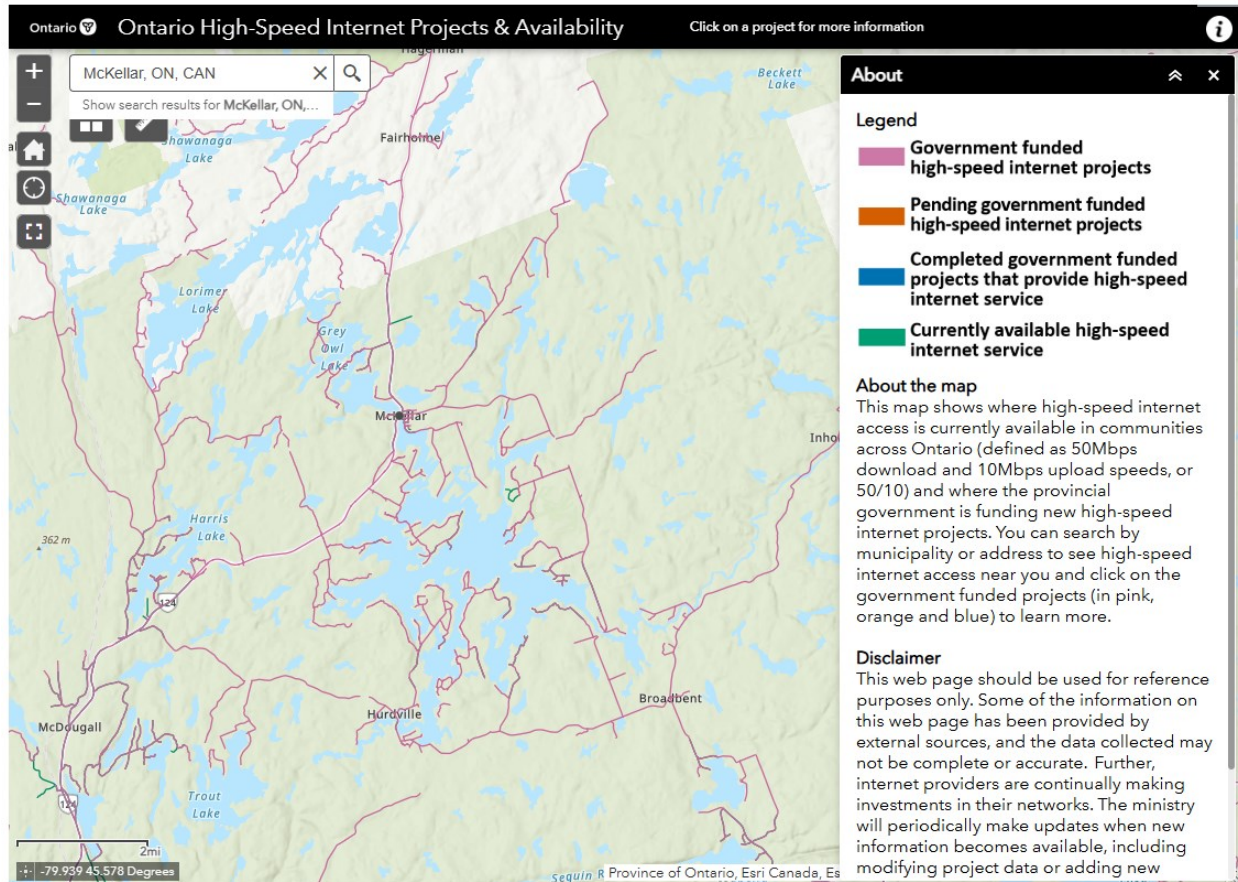 Ontario
Ontario High-Speed Internet Projects & Availability
Click on a project for more information
i
+
−
McKellar, ON, CAN
Show search results for McKellar, ON,...
About
Legend
Government funded
high-speed internet projects
Pending government funded
high-speed internet projects
Completed government funded
projects that provide high-speed
internet service
Currently available high-speed
internet service
About the map
This map shows where high-speed internet
access is currently available in communities
across Ontario (defined as 50Mbps
download and 10Mbps upload speeds, or
50/10) and where the provincial
government is funding new high-speed
internet projects. You can search by
municipality or address to see high-speed
internet access near you and click on the
government funded projects (in pink,
orange and blue) to learn more.
Disclaimer
This web page should be used for reference
purposes only. Some of the information on
this web page has been provided by
external sources, and the data collected may
not be complete or accurate. Further,
internet providers are continually making
investments in their networks. The ministry
will periodically make updates when new
information becomes available, including
modifying project data or adding new
Hagerman
Beckett
Lake
Fairholme
Shawanaga
Lake
Shawanaga
Lake
Lorimer
Lake
Grey
Owl
Lake
McKellar
Inhol
Harris
Lake
362 m
124
Broadbent
Hurdville
McDougall
Trout
Lake
124
2mi
-79.939 45.578 Degrees
Sequin R
Province of Ontario, Esri Canada, Es